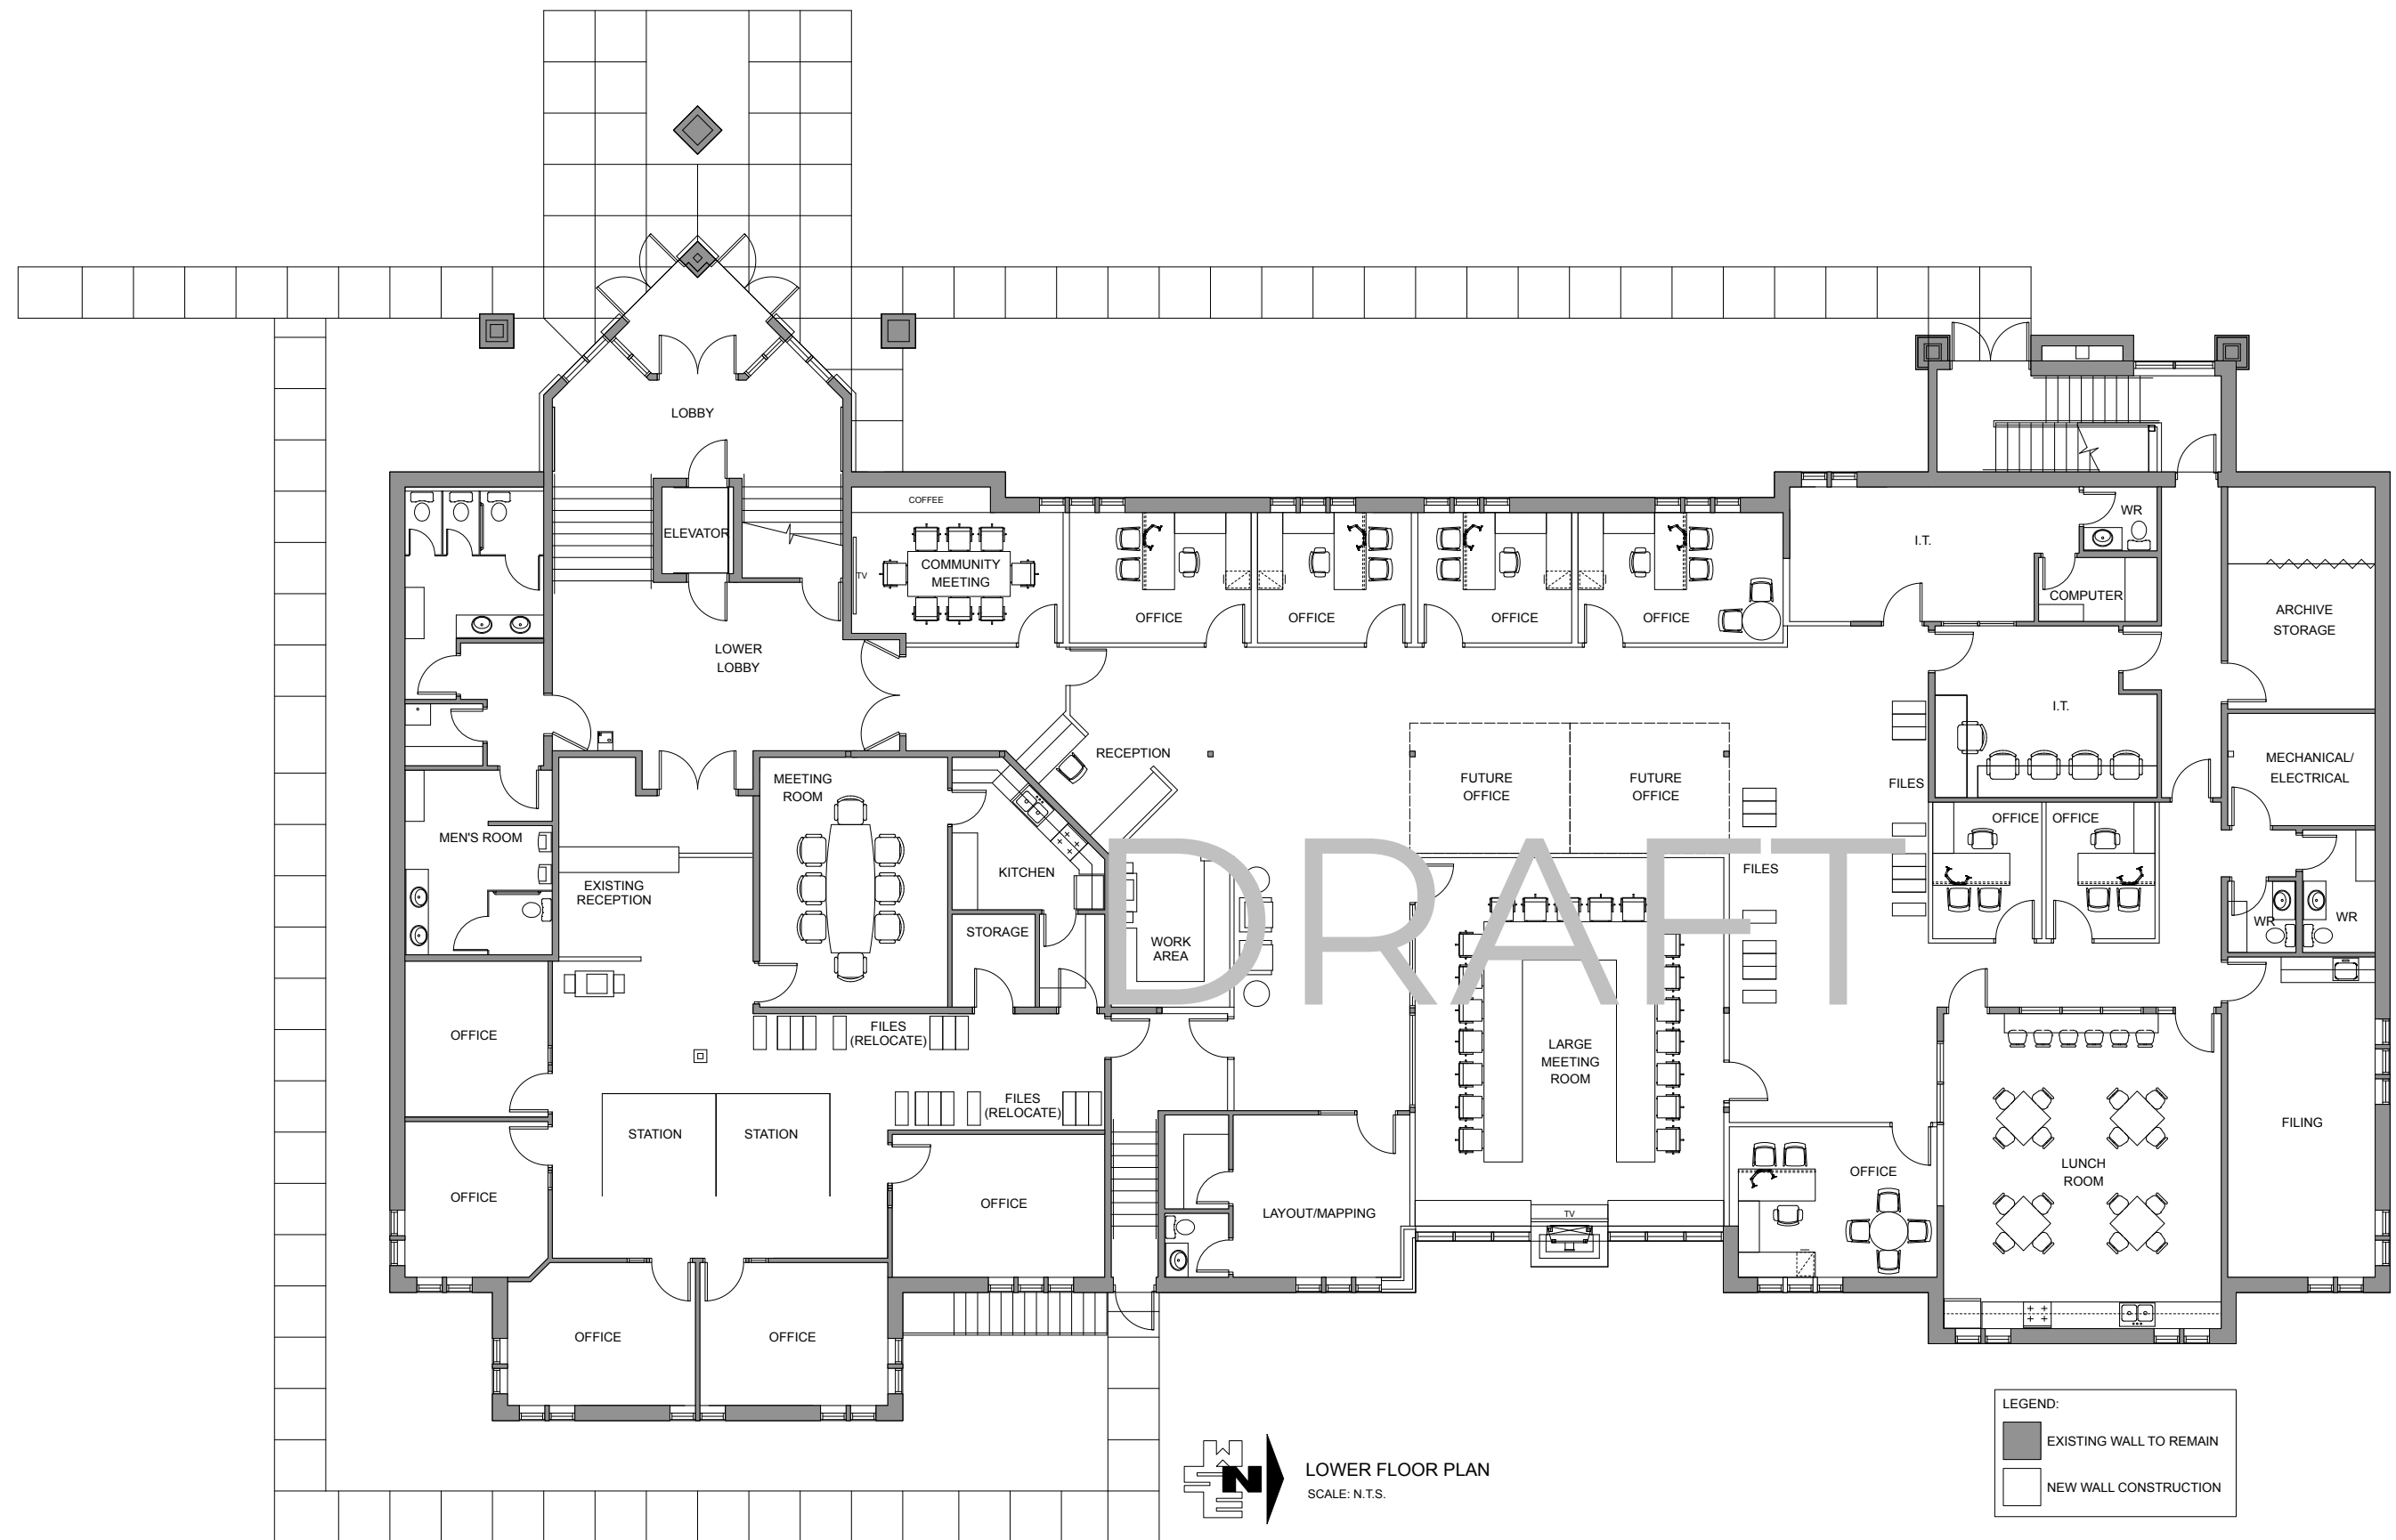 LOBBY
COFFEE
WR
ELEVATOR
I.T.
TV
COMMUNITY
MEETING
COMPUTER
ARCHIVE
STORAGE
OFFICE
OFFICE
OFFICE
OFFICE
LOWER
LOBBY
I.T.
RECEPTION
MEETING
ROOM
FUTURE
OFFICE
FUTURE
OFFICE
FILES
MECHANICAL/
ELECTRICAL
OFFICE
OFFICE
MEN'S ROOM
DRAFT
KITCHEN
FILES
EXISTING
RECEPTION
WR
WR
STORAGE
WORK
AREA
OFFICE
FILES
(RELOCATE)
LARGE
MEETING
ROOM
FILES
(RELOCATE)
FILING
STATION
STATION
LUNCH
ROOM
OFFICE
OFFICE
OFFICE
LAYOUT/MAPPING
TV
OFFICE
OFFICE
LEGEND:
EXISTING WALL TO REMAIN
NEW WALL CONSTRUCTION
N
LOWER FLOOR PLAN
SCALE: N.T.S.